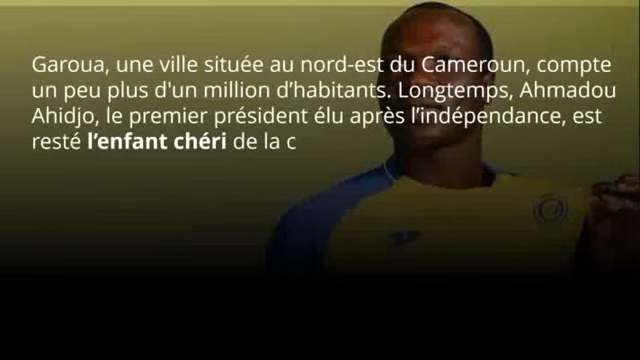 Garoua, une ville située au nord-est du Cameroun, compte
un peu plus d'un million d’habitants. Longtemps, Ahmadou
Ahidjo, le premier président élu après l’indépendance, est
resté l’enfant chéri de la c